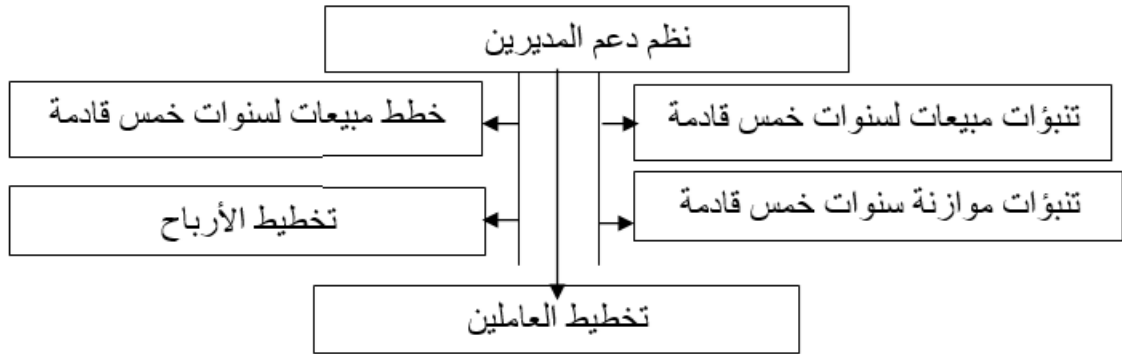 نظم دعم المديرين
تنبؤات مبيعات لسنوات خمس قادمة
خطط مبيعات لسنوات خمس قادمة
تنبؤات موازنة سنوات خمس قادمة
تخطيط الأرباح
تخطيط العاملين